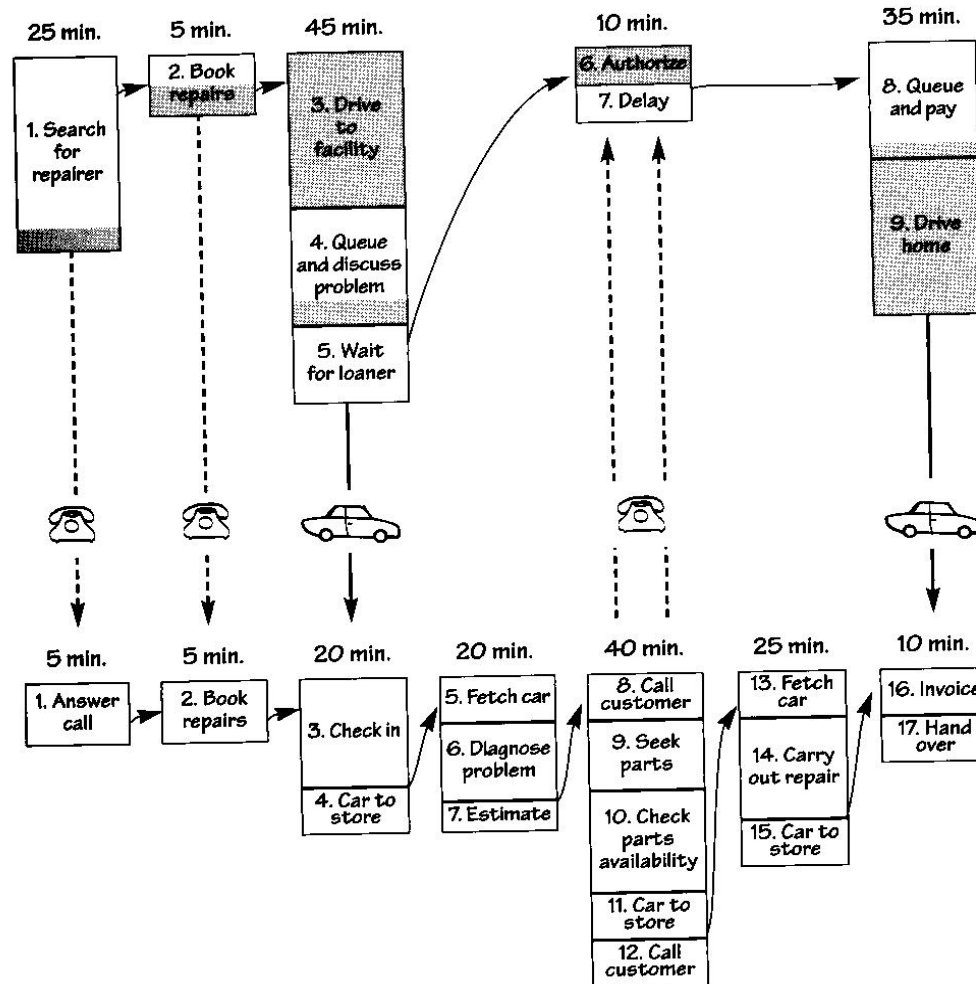 25 min.
5 min.
45 min.
10 min.
35 min.
1. Search
for
repairer
2. Book
repairs
3. Drive
to
facility
4. Queue
and discuss
problem
5. Wait
for loaner
6. Authorize
7. Delay
8. Queue
and pay
9. Drive
home
5 min.
5 min.
20 min.
20 min.
40 min.
25 min.
10 min.
1. Answer
call
2. Book
repairs
3. Check in
4. Car to
store
5. Fetch car
6. Diagnose
problem
7. Estimate
8. Call
customer
9. Seek
parts
10. Check
parts
availability
11. Car to
store
12. Call
customer
13. Fetch
car
14. Carry
out repair
15. Car to
store
16. Invoice
17. Hand
over